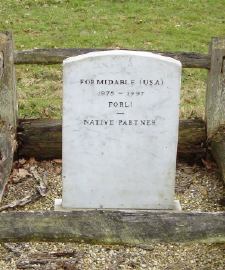 FORMIDABLE (USA)
1975 - 1997
FORLI
—
NATIVE PARTNER